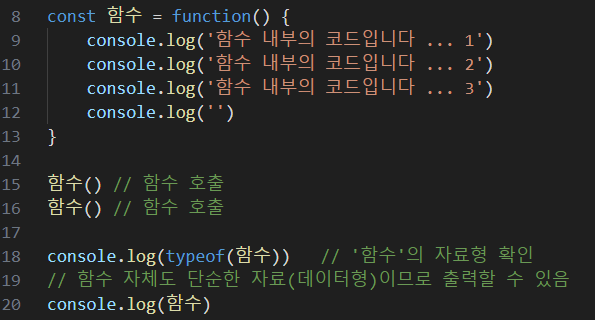 8 const 함수 = function() {
9     console.log('함수 내부의 코드입니다 ... 1')
10     console.log('함수 내부의 코드입니다 ... 2')
11     console.log('함수 내부의 코드입니다 ... 3')
12     console.log('')
13 }
14
15 함수() // 함수 호출
16 함수() // 함수 호출
17
18 console.log(typeof(함수))   // '함수'의 자료형 확인
19 // 함수 자체도 단순한 자료(데이터형)이므로 출력할 수 있음
20 console.log(함수)